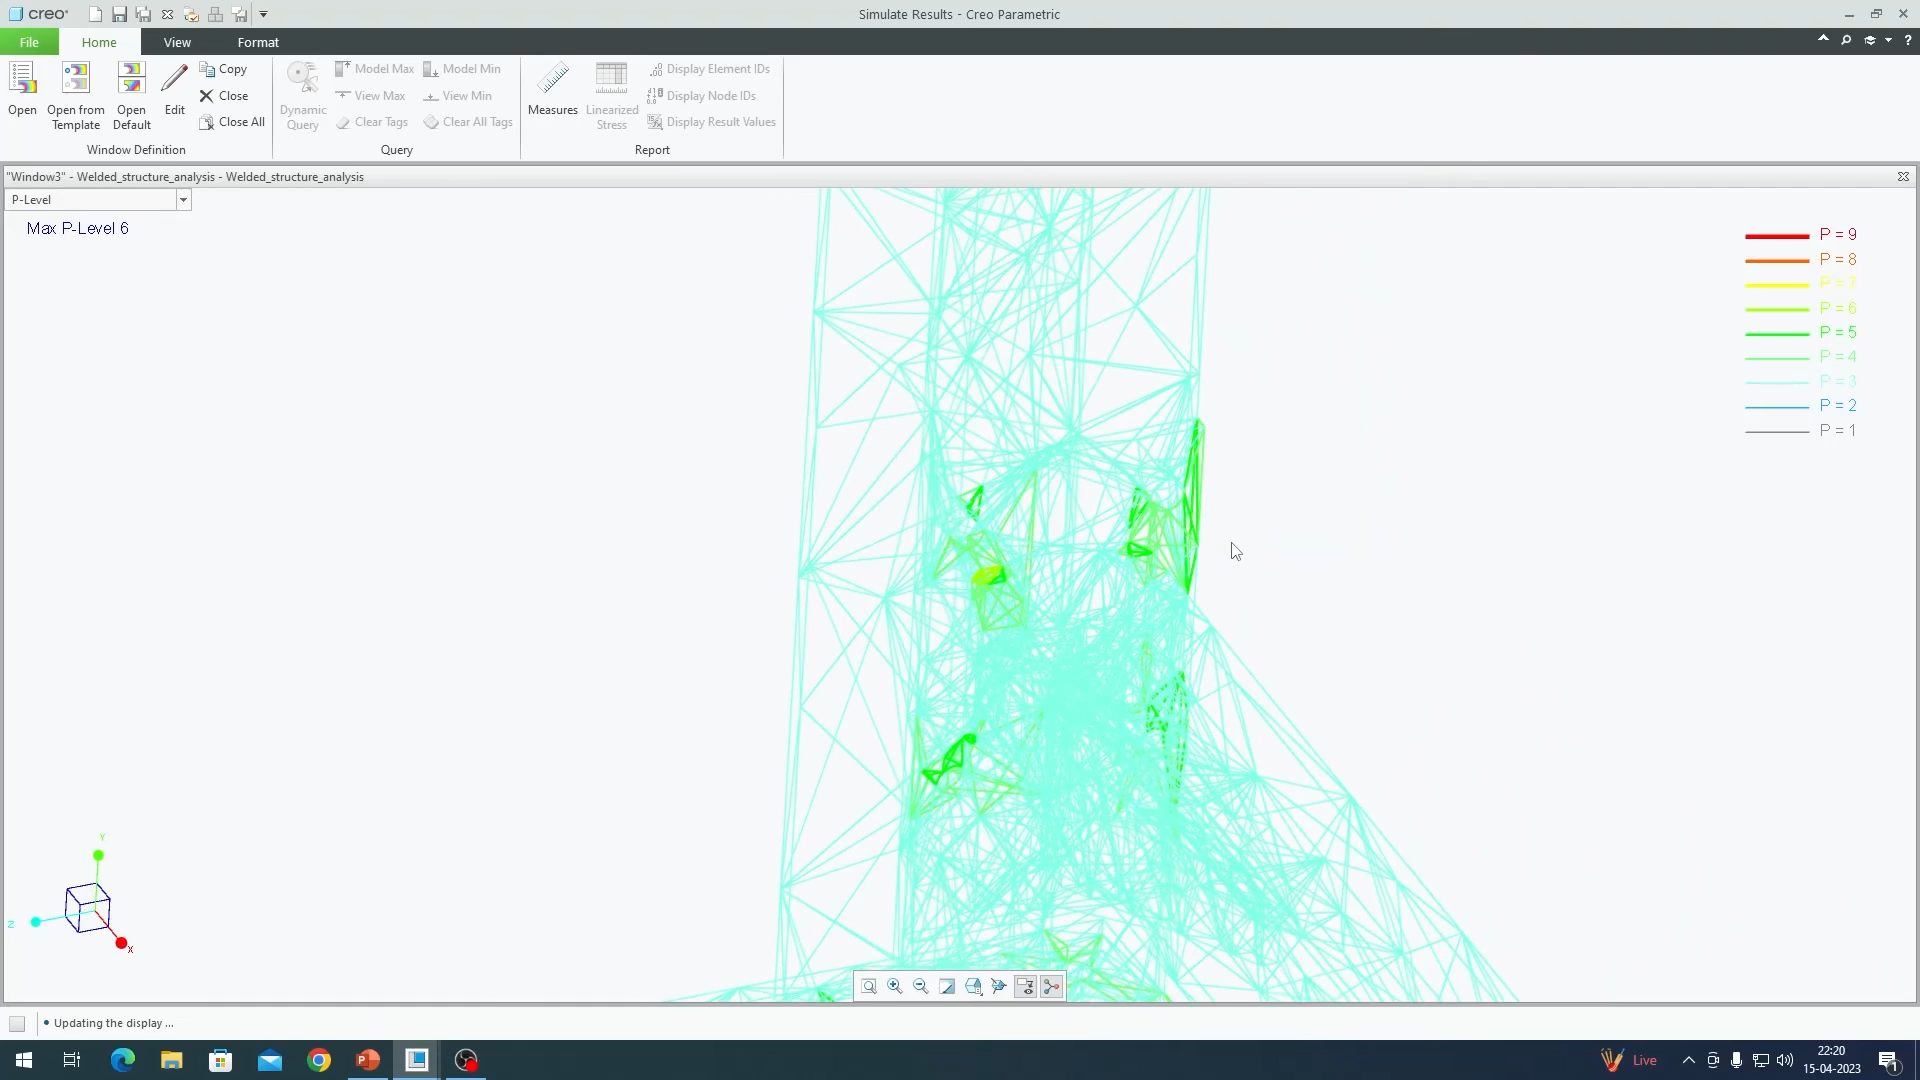 creo
Simulate Results - Creo Parametric
File
Home
View
Format
Open
Open from
Template
Open
Default
Edit
Copy
Close
Close All
Window Definition
Dynamic
Query
Model Max
Model Min
View Max
View Min
Clear Tags
Clear All Tags
Query
Measures
Linearized
Stress
Display Element IDs
Display Node IDs
Display Result Values
Report
"Window3" - Welded_structure_analysis - Welded_structure_analysis
P-Level
Max P-Level 6
P = 9
P = 8
P = 7
P = 6
P = 5
P = 4
P = 3
P = 2
P = 1
Y
Z
X
Updating the display ...
Live
22:20
15-04-2023
1